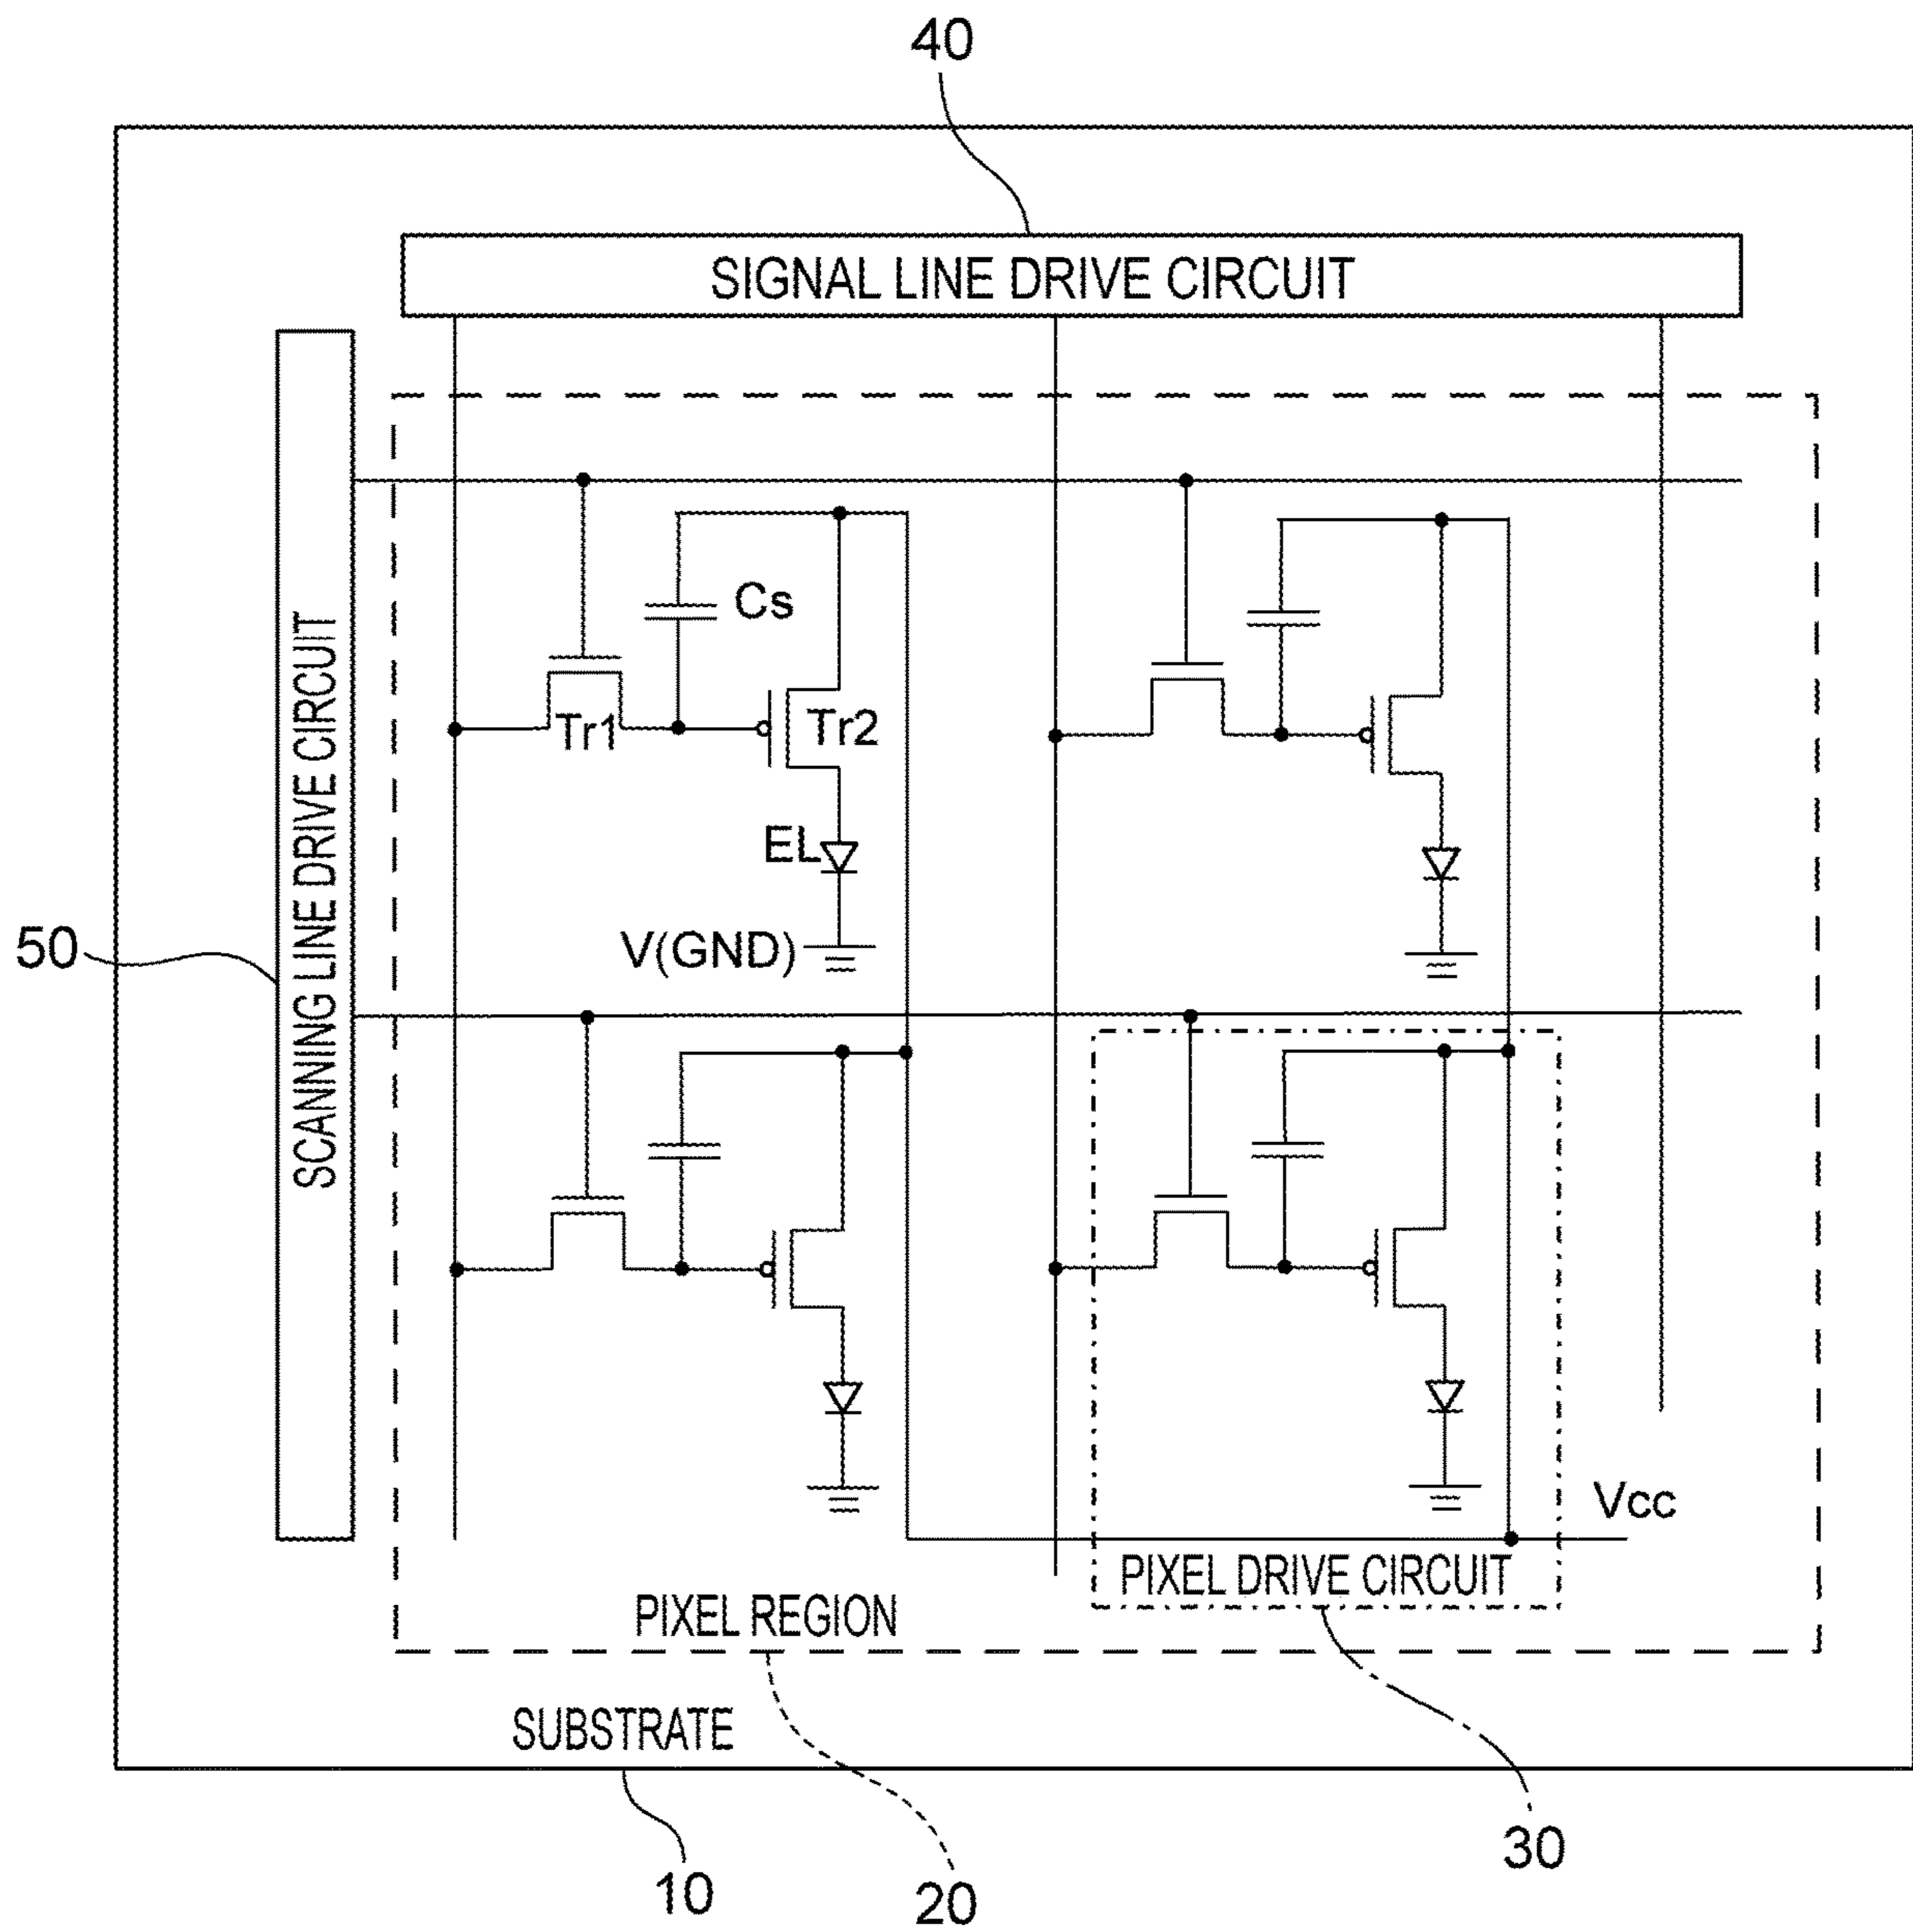 40
SIGNAL LINE DRIVE CIRCUIT
SCANNING LINE DRIVE CIRCUIT
Cs
Tr1
Tr2
EL
V(GND)
50
Vcc
PIXEL DRIVE CIRCUIT
PIXEL REGION
SUBSTRATE
30
10
20